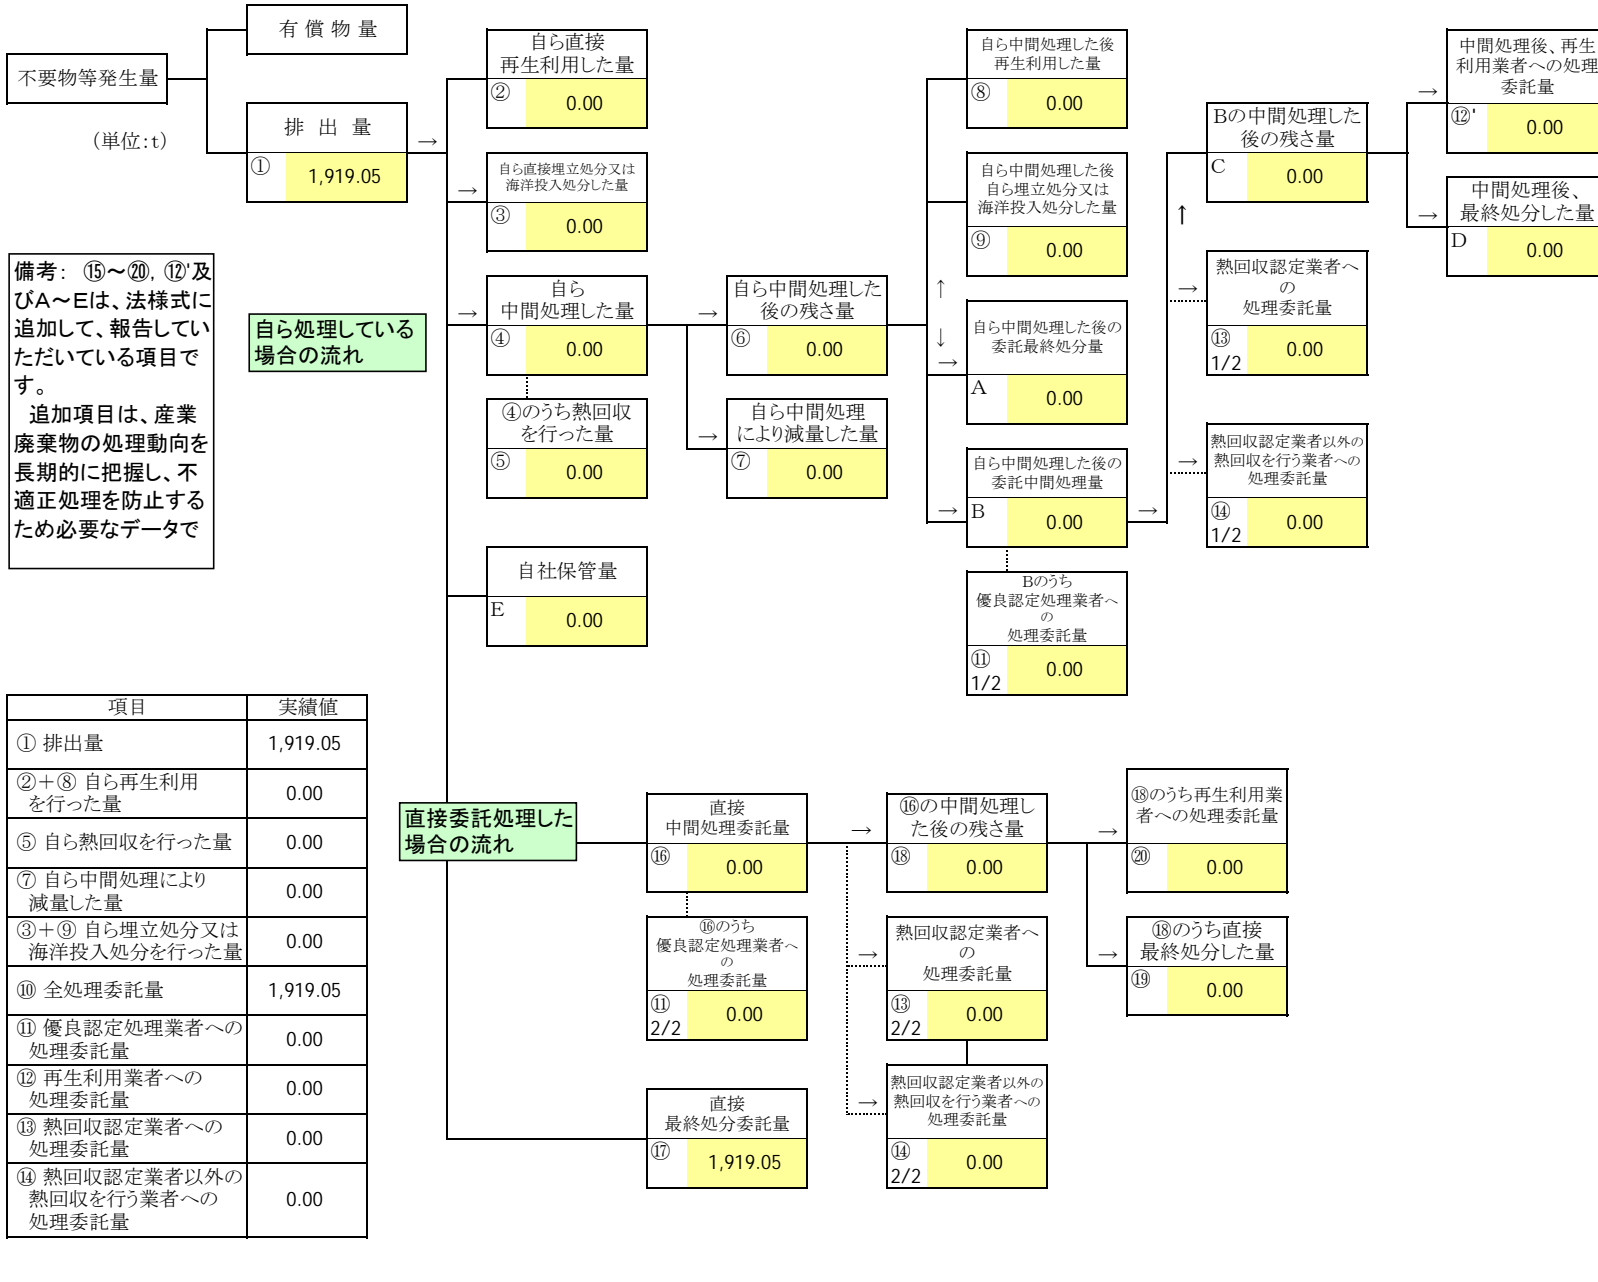 有 償 物 量
不要物等発生量
(単位:t)
排 出 量
①
1,919.05
→
自ら直接
再生利用した量
②
0.00
→
自ら直接埋立処分又は
海洋投入処分した量
③
0.00
→
自ら
中間処理した量
④
0.00
④のうち熱回収
を行った量
⑤
0.00
自社保管量
E
0.00
→
自ら中間処理した
後の残さ量
⑥
0.00
→
自ら中間処理
により減量した量
⑦
0.00
自ら中間処理した後
再生利用した量
⑧
0.00
自ら中間処理した後
自ら埋立処分又は
海洋投入処分した量
⑨
0.00
↑
↓
→
自ら中間処理した後の
委託最終処分量
A
0.00
→
自ら中間処理した後の
委託中間処理量
B
0.00
→
Bのうち
優良認定処理業者へ
の
処理委託量
⑪
1/2
0.00
Bの中間処理した
後の残さ量
C
0.00
↑
→
熱回収認定業者へ
の
処理委託量
⑬
1/2
0.00
→
熱回収認定業者以外の
熱回収を行う業者への
処理委託量
⑭
1/2
0.00
→
中間処理後、再生
利用業者への処理
委託量
⑫'
0.00
→
中間処理後、
最終処分した量
D
0.00
備考: ⑮～⑳, ⑫'及
びA～Eは、法様式に
追加して、報告してい
ただいている項目で
す。
追加項目は、産業
廃棄物の処理動向を
長期的に把握し、不
適正処理を防止する
ため必要なデータで
自ら処理している
場合の流れ
項目 実績値
① 排出量 1,919.05
②＋⑧ 自ら再生利用
を行った量 0.00
⑤ 自ら熱回収を行った量 0.00
⑦ 自ら中間処理により
減量した量 0.00
③＋⑨ 自ら埋立処分又は
海洋投入処分を行った量 0.00
⑩ 全処理委託量 1,919.05
⑪ 優良認定処理業者への
処理委託量 0.00
⑫ 再生利用業者への
処理委託量 0.00
⑬ 熱回収認定業者への
処理委託量 0.00
⑭ 熱回収認定業者以外の
熱回収を行う業者への
処理委託量 0.00
直接委託処理した
場合の流れ
直接
中間処理委託量
⑯
0.00
⑯のうち
優良認定処理業者へ
の
処理委託量
⑪
2/2
0.00
直接
最終処分委託量
⑰
1,919.05
→
⑯の中間処理し
た後の残さ量
⑱
0.00
→
熱回収認定業者へ
の
処理委託量
⑬
2/2
0.00
→
熱回収認定業者以外の
熱回収を行う業者への
処理委託量
⑭
2/2
0.00
→
⑱のうち再生利用業
者への処理委託量
⑳
0.00
→
⑱のうち直接
最終処分した量
⑲
0.00